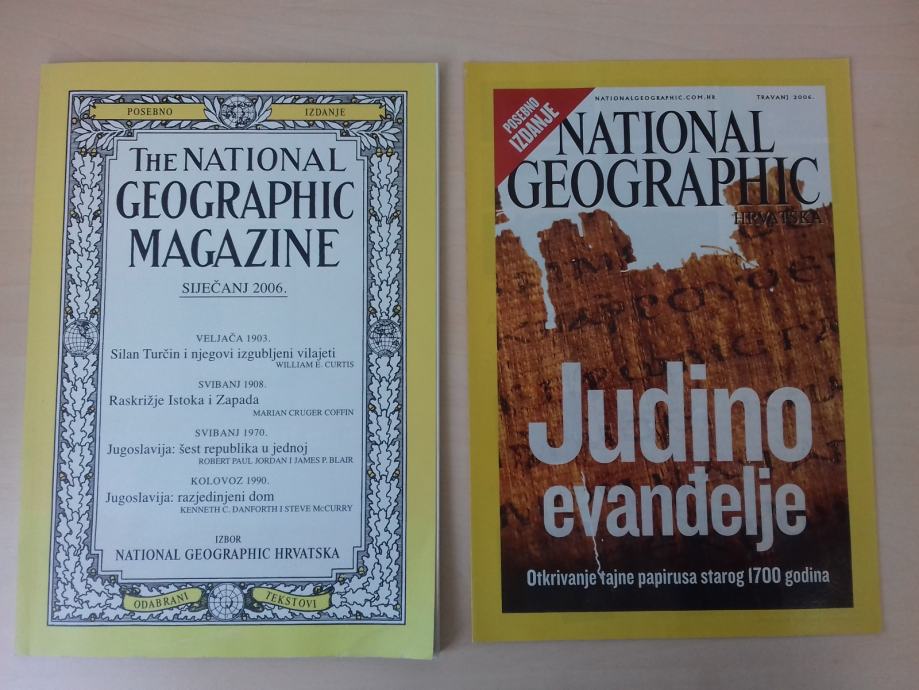 POSEBNO IZDANJE
THE NATIONAL
GEOGRAPHIC
MAGAZINE
SIJEČANJ 2006.
VELJAČA 1903.
Silan Turčin i njegovi izgubljeni vilajeti
WILLIAM E. CURTIS
SVIBANJ 1908.
Raskrižje Istoka i Zapada
MARIAN CRUGER COFFIN
SVIBANJ 1970.
Jugoslavija: šest republika u jednoj
ROBERT PAUL JORDAN I JAMES P. BLAIR
KOLOVOZ 1990.
Jugoslavija: razjedinjeni dom
KENNETH C. DANFORTH I STEVE McCURRY
IZBOR
NATIONAL GEOGRAPHIC HRVATSKA
ODABRANI TEKSTOVI
POSEBNO
IZDANJE
NATIONALGEOGRAPHIC.COM.HR TRAVANJ 2006.
NATIONAL
GEOGRAPHIC
HRVATSKA
Judino
evanđelje
Otkrivanje tajne papirusa starog 1700 godina